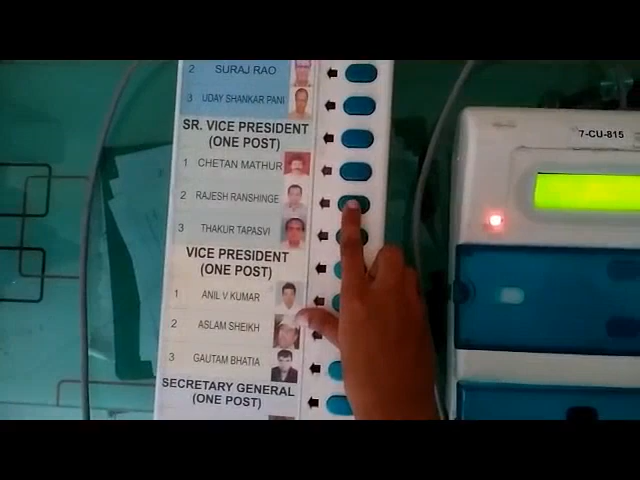 2 SURAJ RAO
3 UDAY SHANKAR PANI
SR. VICE PRESIDENT
(ONE POST)
1 CHETAN MATHUR
2 RAJESH RANSHINGE
3 THAKUR TAPASVI
VICE PRESIDENT
(ONE POST)
1 ANIL V KUMAR
2 ASLAM SHEIKH
3 GAUTAM BHATIA
SECRETARY GENERAL
(ONE POST)
7-CU-815